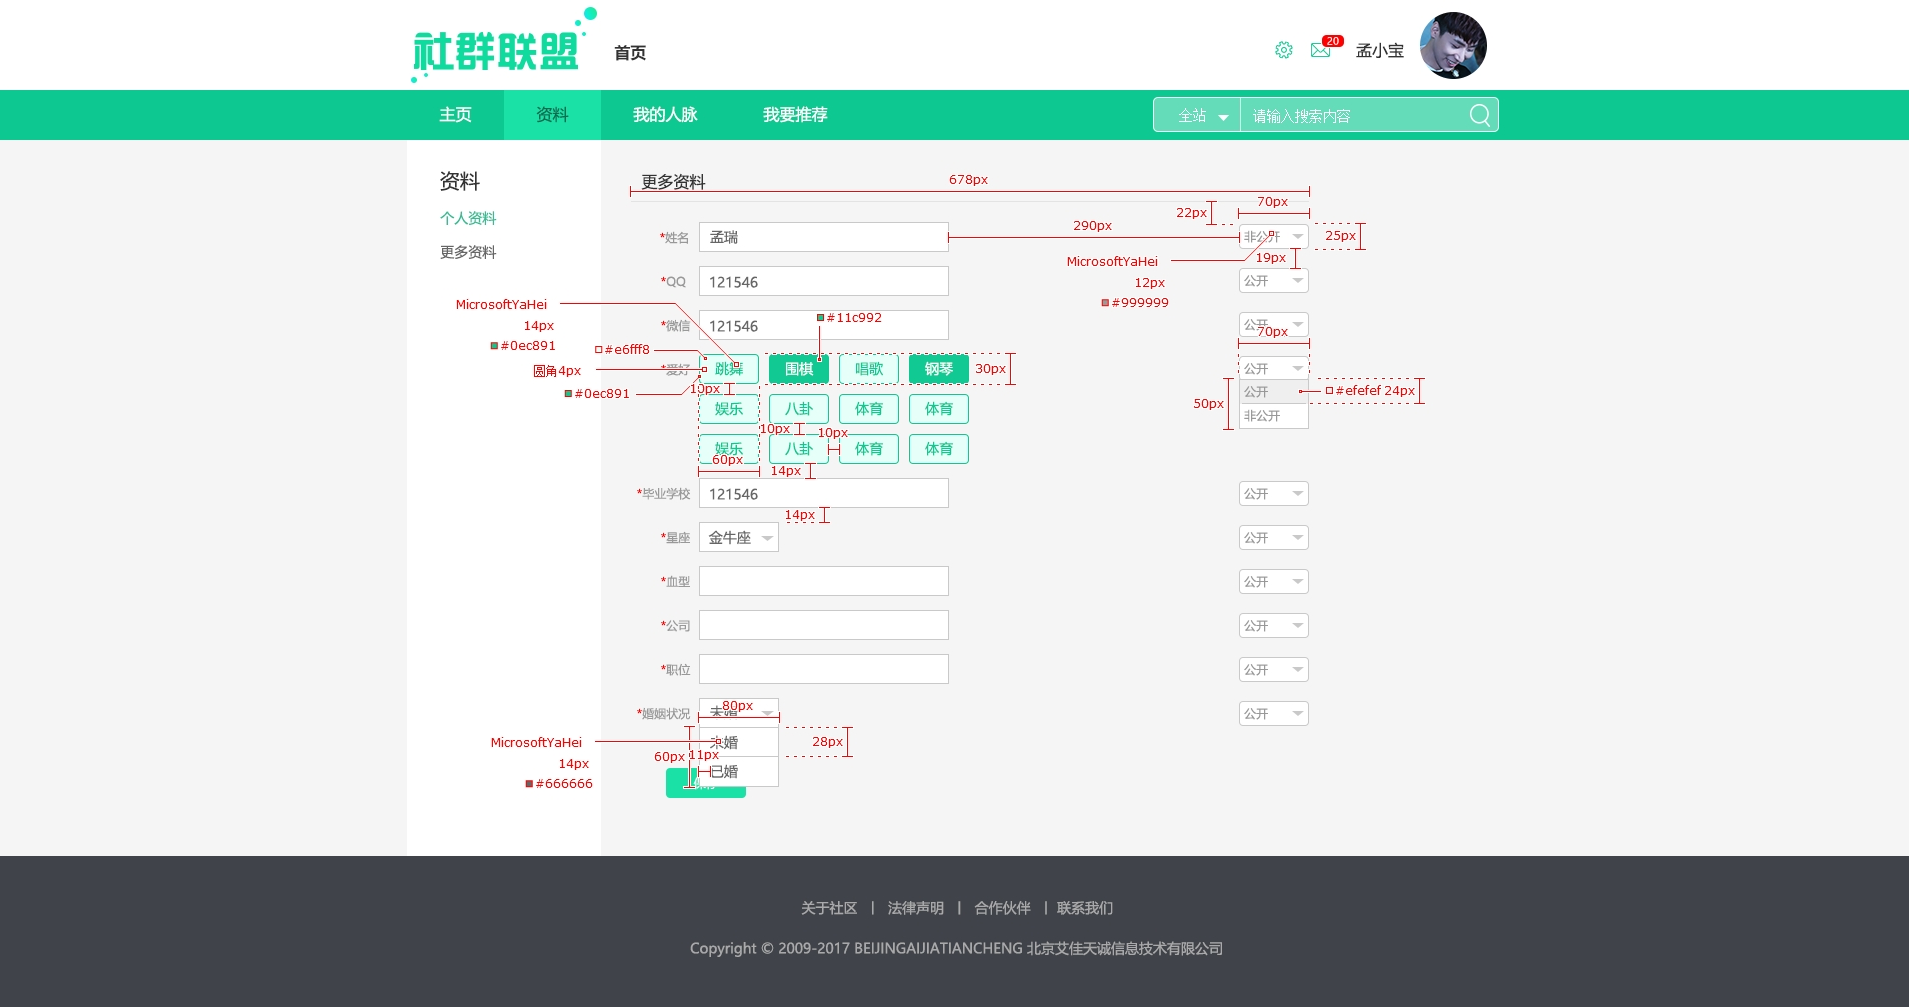 社群联盟
首页
20
孟小宝
主页
资料
我的人脉
我要推荐
全站
请输入搜索内容
资料
个人资料
更多资料
更多资料
678px
22px
70px
*姓名
孟瑞
290px
非公开
25px
MicrosoftYaHei
12px
#999999
19px
*QQ
121546
公开
MicrosoftYaHei
14px
#0ec891
*微信
121546
#11c992
公开
70px
#e6fff8
圆角4px
#0ec891
*爱好
跳舞
围棋
唱歌
钢琴
30px
公开
10px
50px
公开
#efefef 24px
非公开
娱乐
八卦
体育
体育
10px
10px
娱乐
八卦
体育
体育
60px
14px
*毕业学校
121546
公开
14px
*星座
金牛座
公开
*血型
公开
*公司
公开
*职位
公开
*婚姻状况
未婚
80px
公开
MicrosoftYaHei
14px
#666666
未婚
28px
60px
11px
已婚
关于社区 | 法律声明 | 合作伙伴 | 联系我们
Copyright © 2009-2017 BEIJINGAIJIATIANCHENG 北京艾佳天诚信息技术有限公司